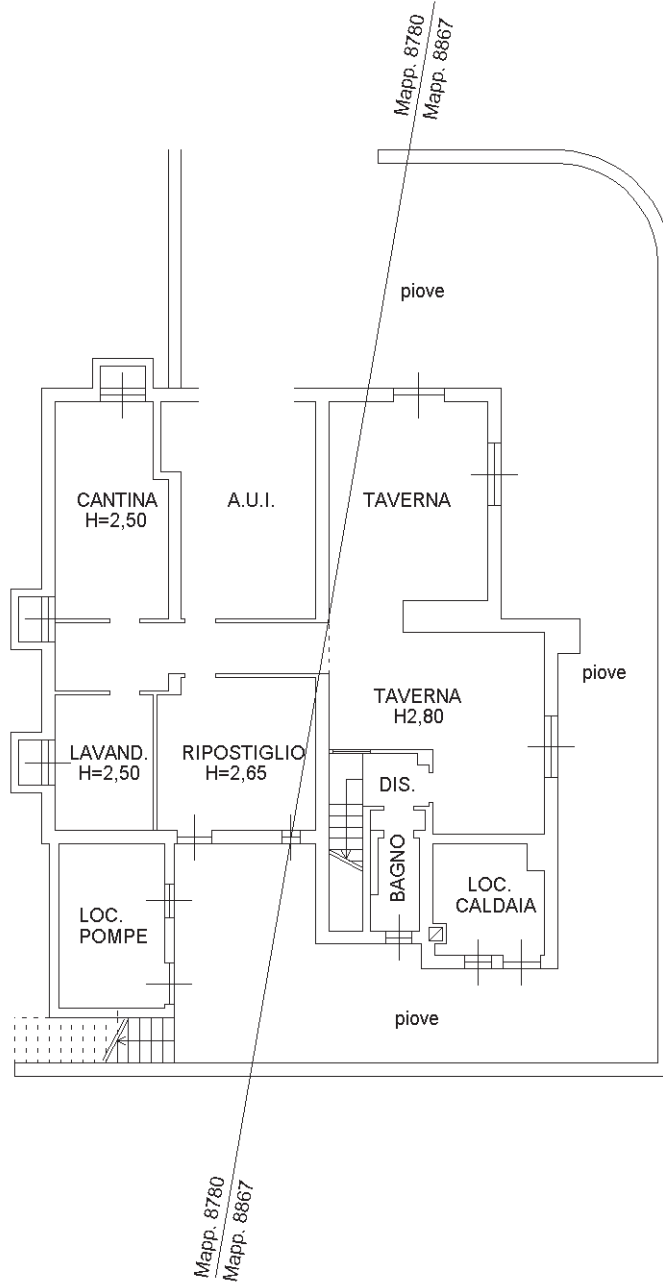 Mapp. 8780
Mapp. 8867
piove
CANTINA
H=2,50
A.U.I.
TAVERNA
piove
TAVERNA
H2,80
LAVAND.
H=2,50
RIPOSTIGLIO
H=2,65
DIS.
BAGNO
LOC.
CALDAIA
LOC.
POMPE
piove
Mapp. 8780
Mapp. 8867